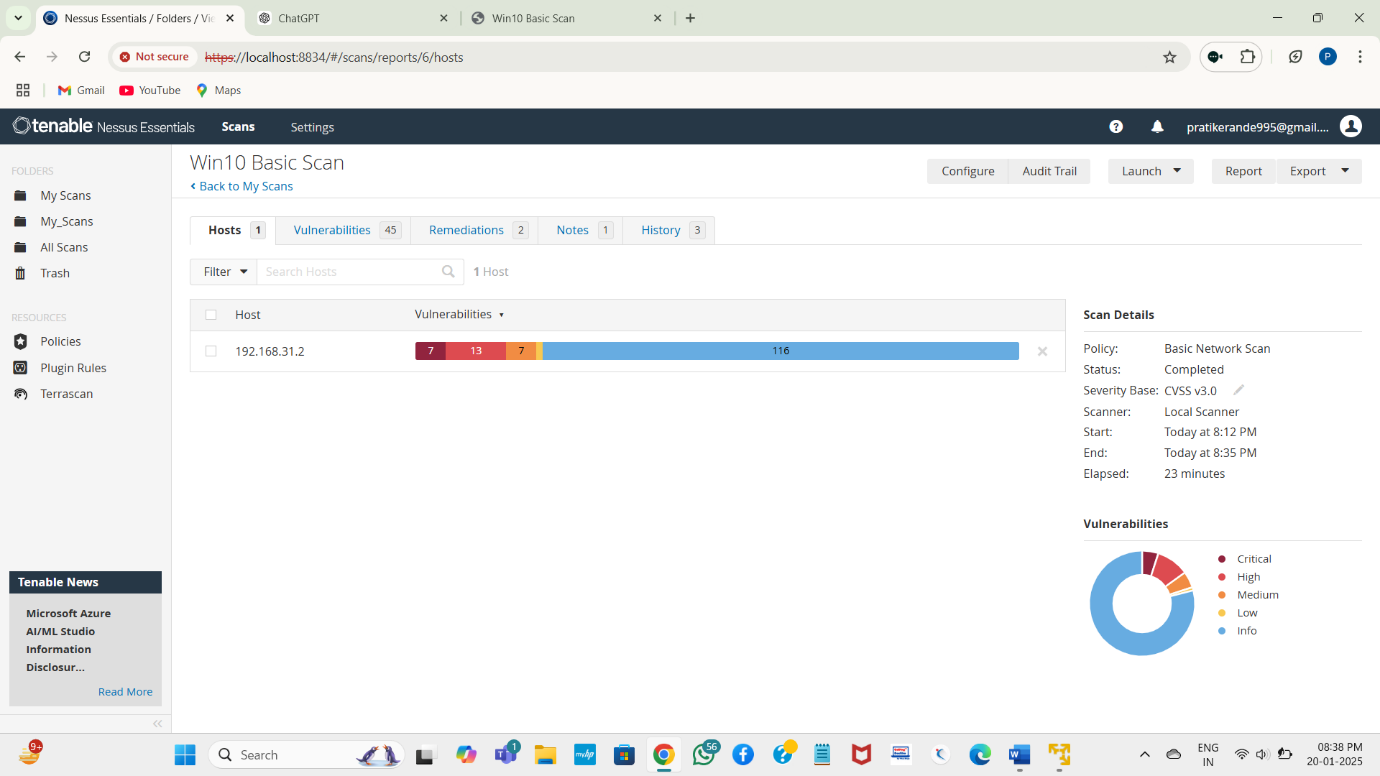 Nessus Essentials / Folders / Vi
ChatGPT
Win10 Basic Scan
Not secure
https://localhost:8834/#/scans/reports/6/hosts
P
Gmail
YouTube
Maps
tenable Nessus Essentials
Scans
Settings
pratikerande995@gmail....
FOLDERS
My Scans
My_Scans
All Scans
Trash
RESOURCES
Policies
Plugin Rules
Terrascan
Tenable News
Microsoft Azure
AI/ML Studio
Information
Disclosur...
Read More
Win10 Basic Scan
Back to My Scans
Configure
Audit Trail
Launch
Report
Export
Hosts 1
Vulnerabilities 45
Remediations 2
Notes 1
History 3
Filter
Search Hosts
1 Host
Host
Vulnerabilities
192.168.31.2
7
13
7
116
Scan Details
Policy: Basic Network Scan
Status: Completed
Severity Base: CVSS v3.0
Scanner: Local Scanner
Start: Today at 8:12 PM
End: Today at 8:35 PM
Elapsed: 23 minutes
Vulnerabilities
Critical
High
Medium
Low
Info
9+
Search
1
myhp
56
ENG
IN
08:38 PM
20-01-2025